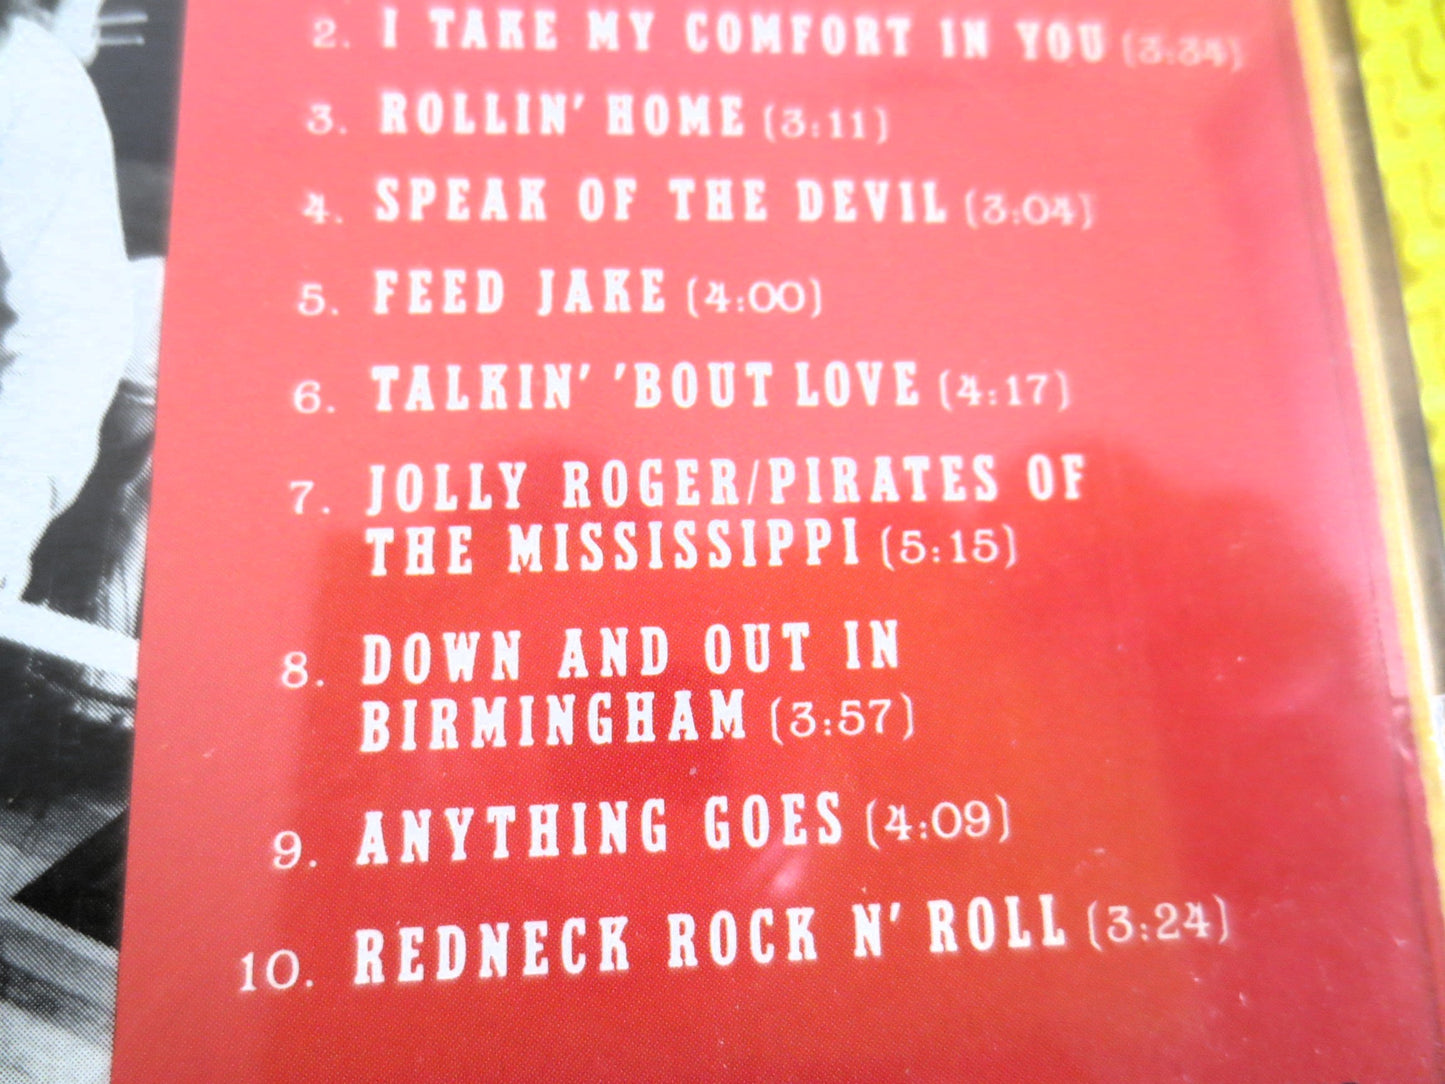 2. I TAKE MY COMFORT IN YOU (3:34)
3. ROLLIN' HOME (3:11)
4. SPEAK OF THE DEVIL (3:04)
5. FEED JAKE (4:00)
6. TALKIN' 'BOUT LOVE (4:17)
7. JOLLY ROGER/PIRATES OF
THE MISSISSIPPI (5:15)
8. DOWN AND OUT IN
BIRMINGHAM (3:57)
9. ANYTHING GOES (4:09)
10. REDNECK ROCK N' ROLL (3:24)